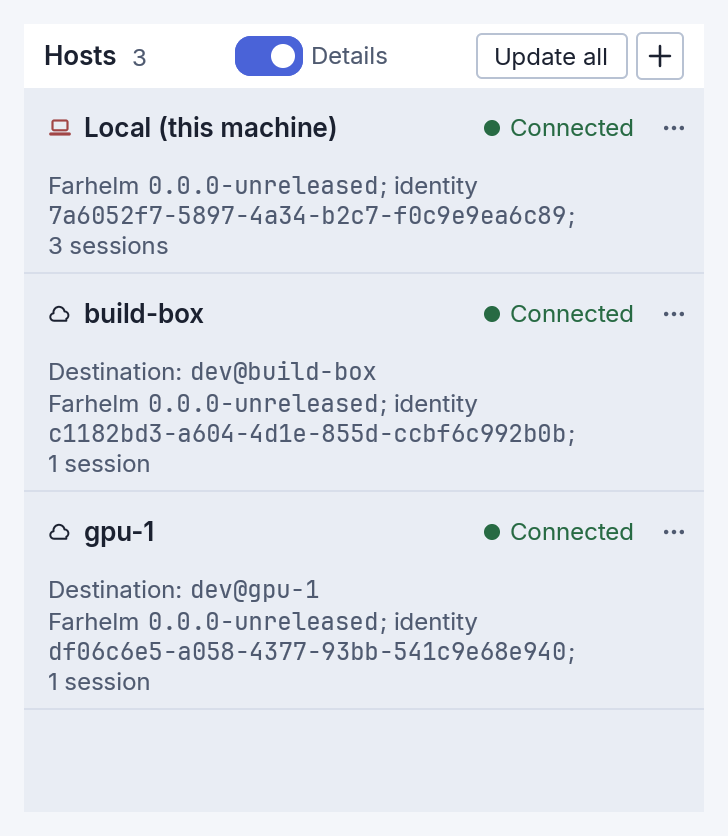 Hosts 3 Details Update all
Local (this machine) Connected
Farhelm 0.0.0-unreleased; identity
7a6052f7-5897-4a34-b2c7-f0c9e9ea6c89;
3 sessions
build-box Connected
Destination: dev@build-box
Farhelm 0.0.0-unreleased; identity
c1182bd3-a604-4d1e-855d-ccbf6c992b0b;
1 session
gpu-1 Connected
Destination: dev@gpu-1
Farhelm 0.0.0-unreleased; identity
df06c6e5-a058-4377-93bb-541c9e68e940;
1 session